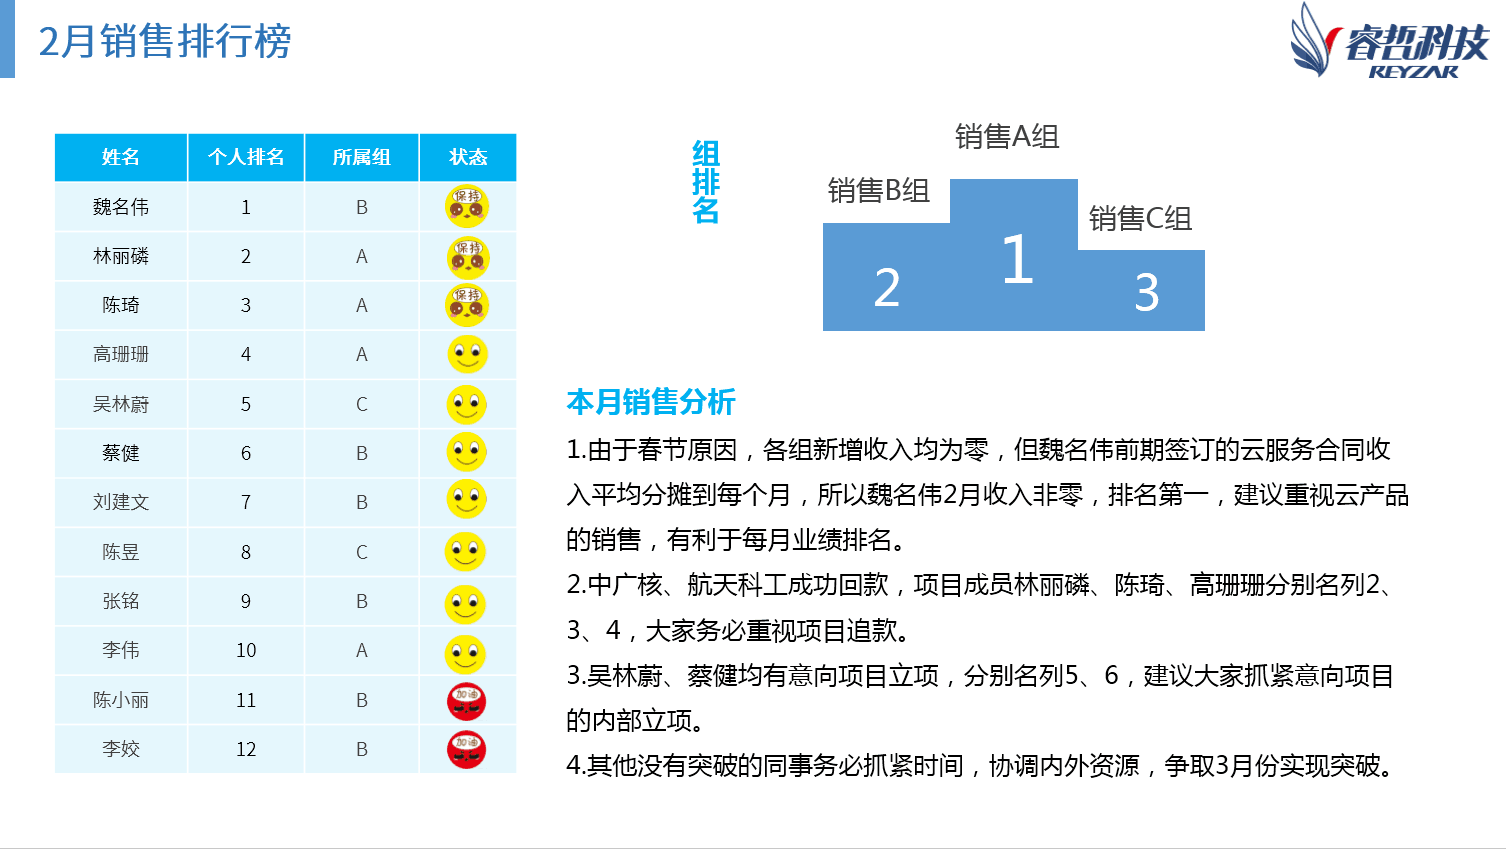 2月销售排行榜
睿哲科技
REYZAR
姓名 个人排名 所属组 状态
魏名伟 1 B 保持
林丽磷 2 A 保持
陈琦 3 A 保持
高珊珊 4 A
吴林蔚 5 C
蔡健 6 B
刘建文 7 B
陈昱 8 C
张铭 9 B
李伟 10 A
陈小丽 11 B 加油
李姣 12 B 加油
组排名
销售A组
销售B组
销售C组
1
2
3
本月销售分析
1.由于春节原因，各组新增收入均为零，但魏名伟前期签订的云服务合同收
入平均分摊到每个月，所以魏名伟2月收入非零，排名第一，建议重视云产品
的销售，有利于每月业绩排名。
2.中广核、航天科工成功回款，项目成员林丽磷、陈琦、高珊珊分别名列2、
3、4，大家务必重视项目追款。
3.吴林蔚、蔡健均有意向项目立项，分别名列5、6，建议大家抓紧意向项目
的内部立项。
4.其他没有突破的同事务必抓紧时间，协调内外资源，争取3月份实现突破。